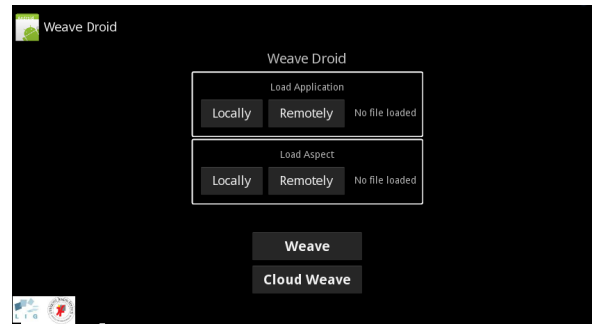 Weave Droid
Weave Droid
Load Application
Locally Remotely No file loaded
Load Aspect
Locally Remotely No file loaded
Weave
Cloud Weave
L I G